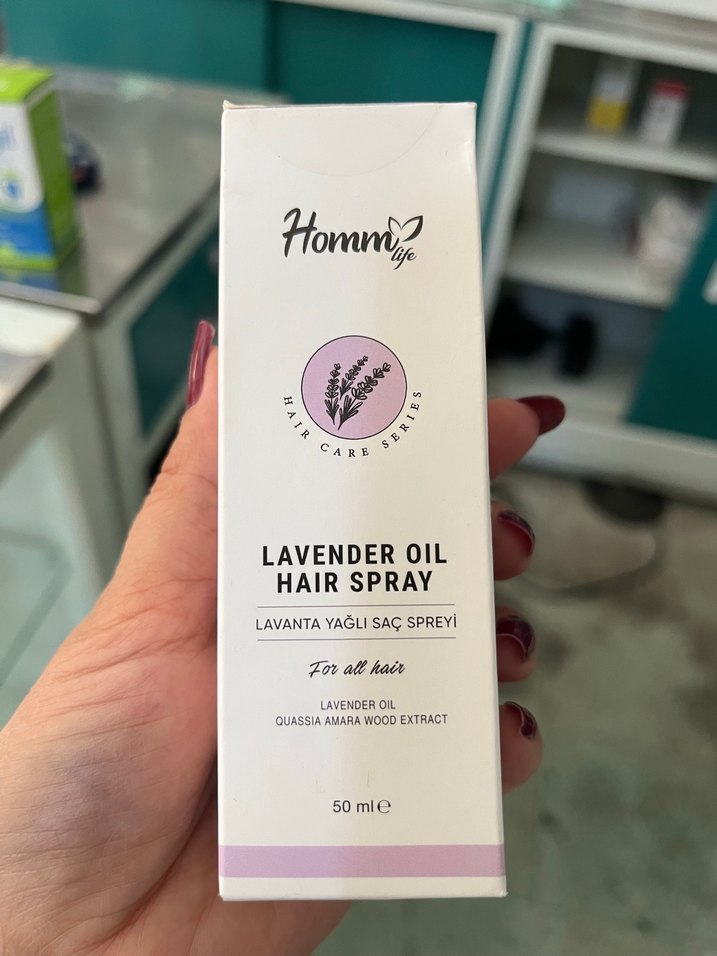 Homm
life
HAIR CARE SERIES
LAVENDER OIL
HAIR SPRAY
LAVANTA YAĞLI SAÇ SPREYİ
For all hair
LAVENDER OIL
QUASSIA AMARA WOOD EXTRACT
50 ml ℮